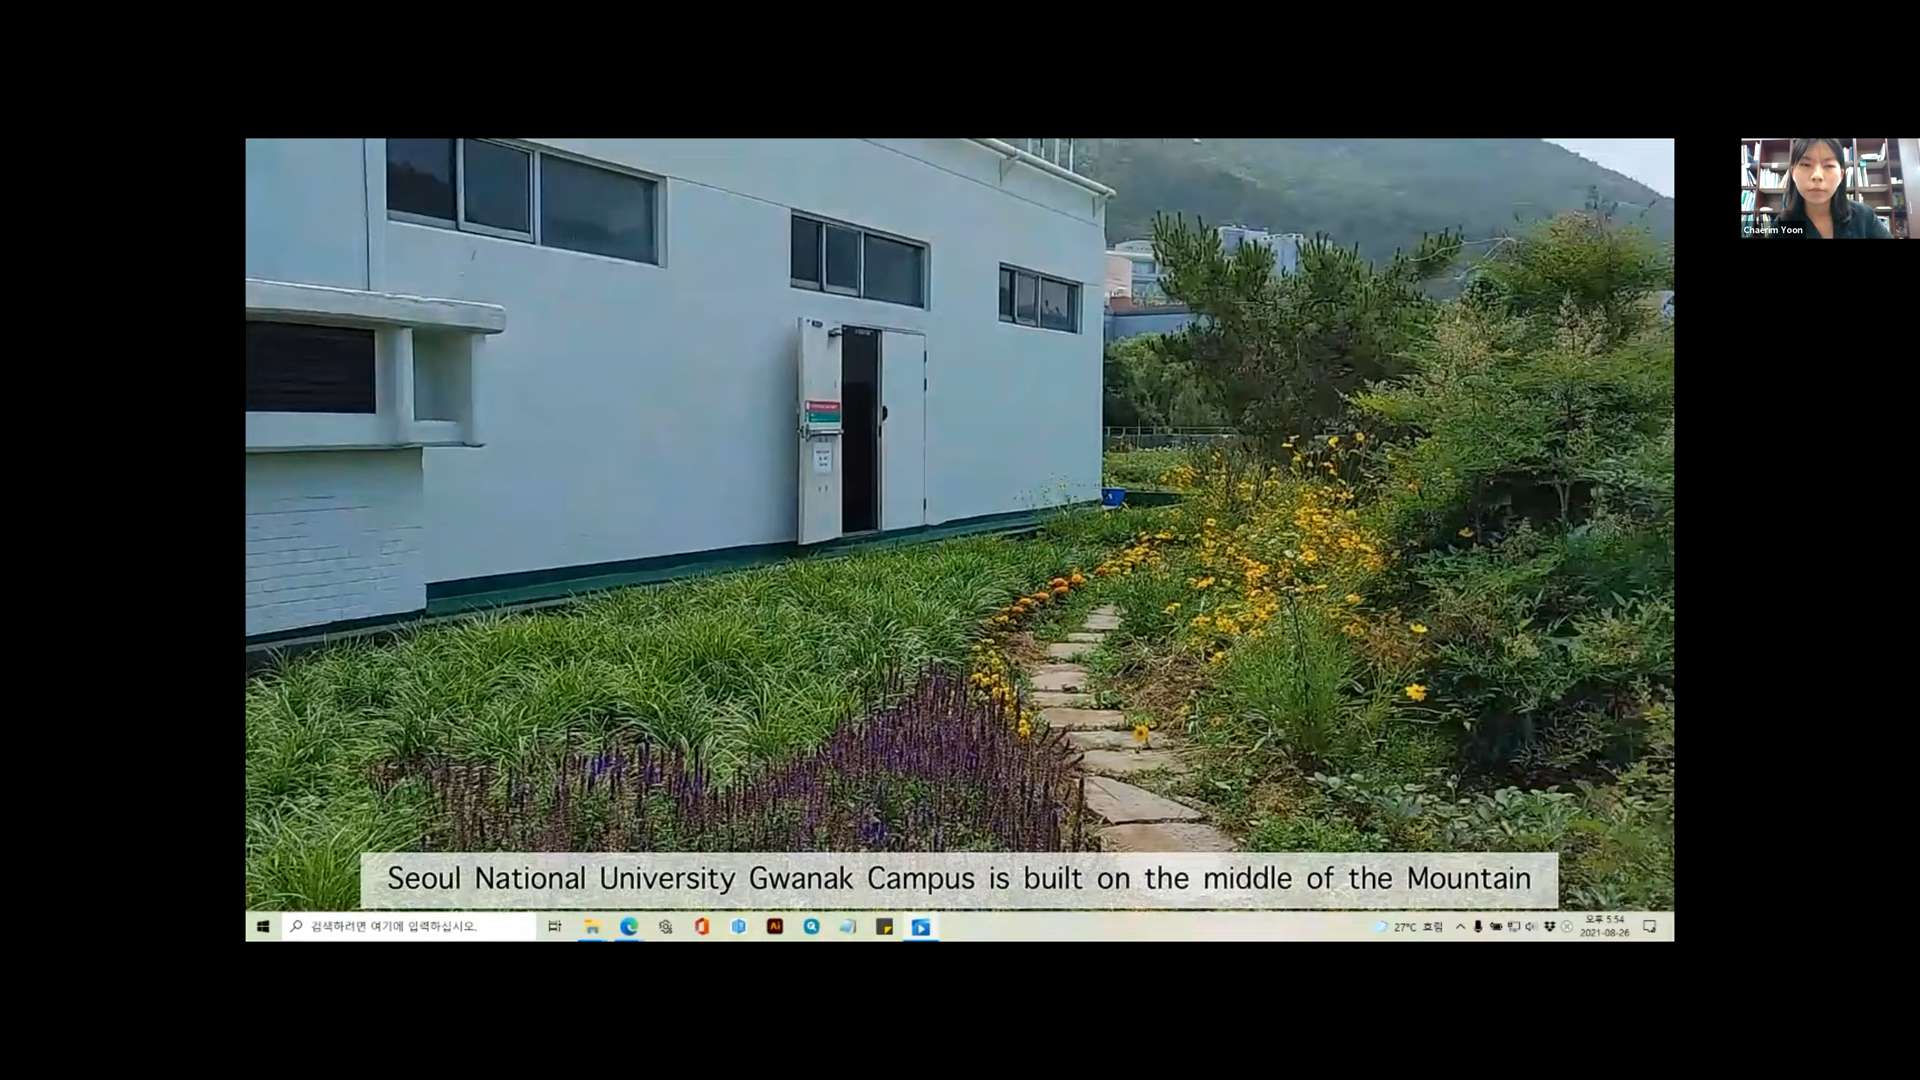 Chaerim Yoon
Seoul National University Gwanak Campus is built on the middle of the Mountain
검색하려면 여기에 입력하십시오.
Ai
27°C 흐림
오후 5:54
2021-08-26